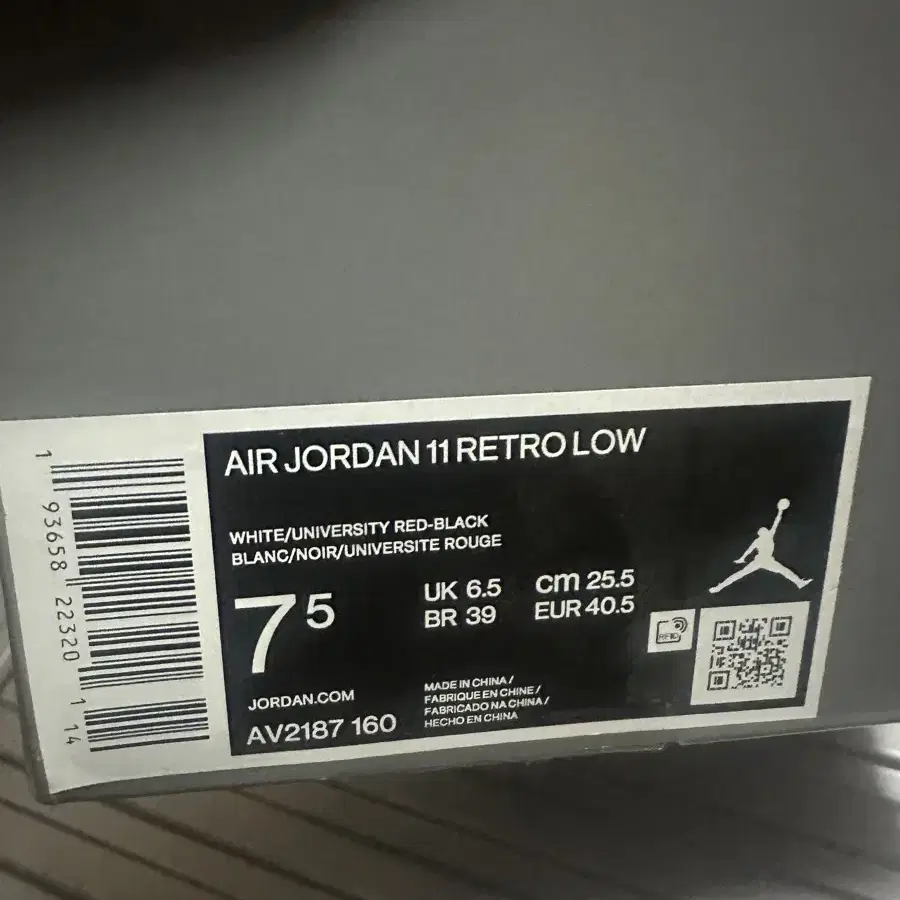 AIR JORDAN 11 RETRO LOW
WHITE/UNIVERSITY RED-BLACK
BLANC/NOIR/UNIVERSITE ROUGE
7 5
UK 6.5 cm 25.5
BR 39 EUR 40.5
RFID
JORDAN.COM
AV2187 160
MADE IN CHINA /
FABRIQUE EN CHINE /
FABRICADO NA CHINA /
HECHO EN CHINA
1 93658 22320 1 14